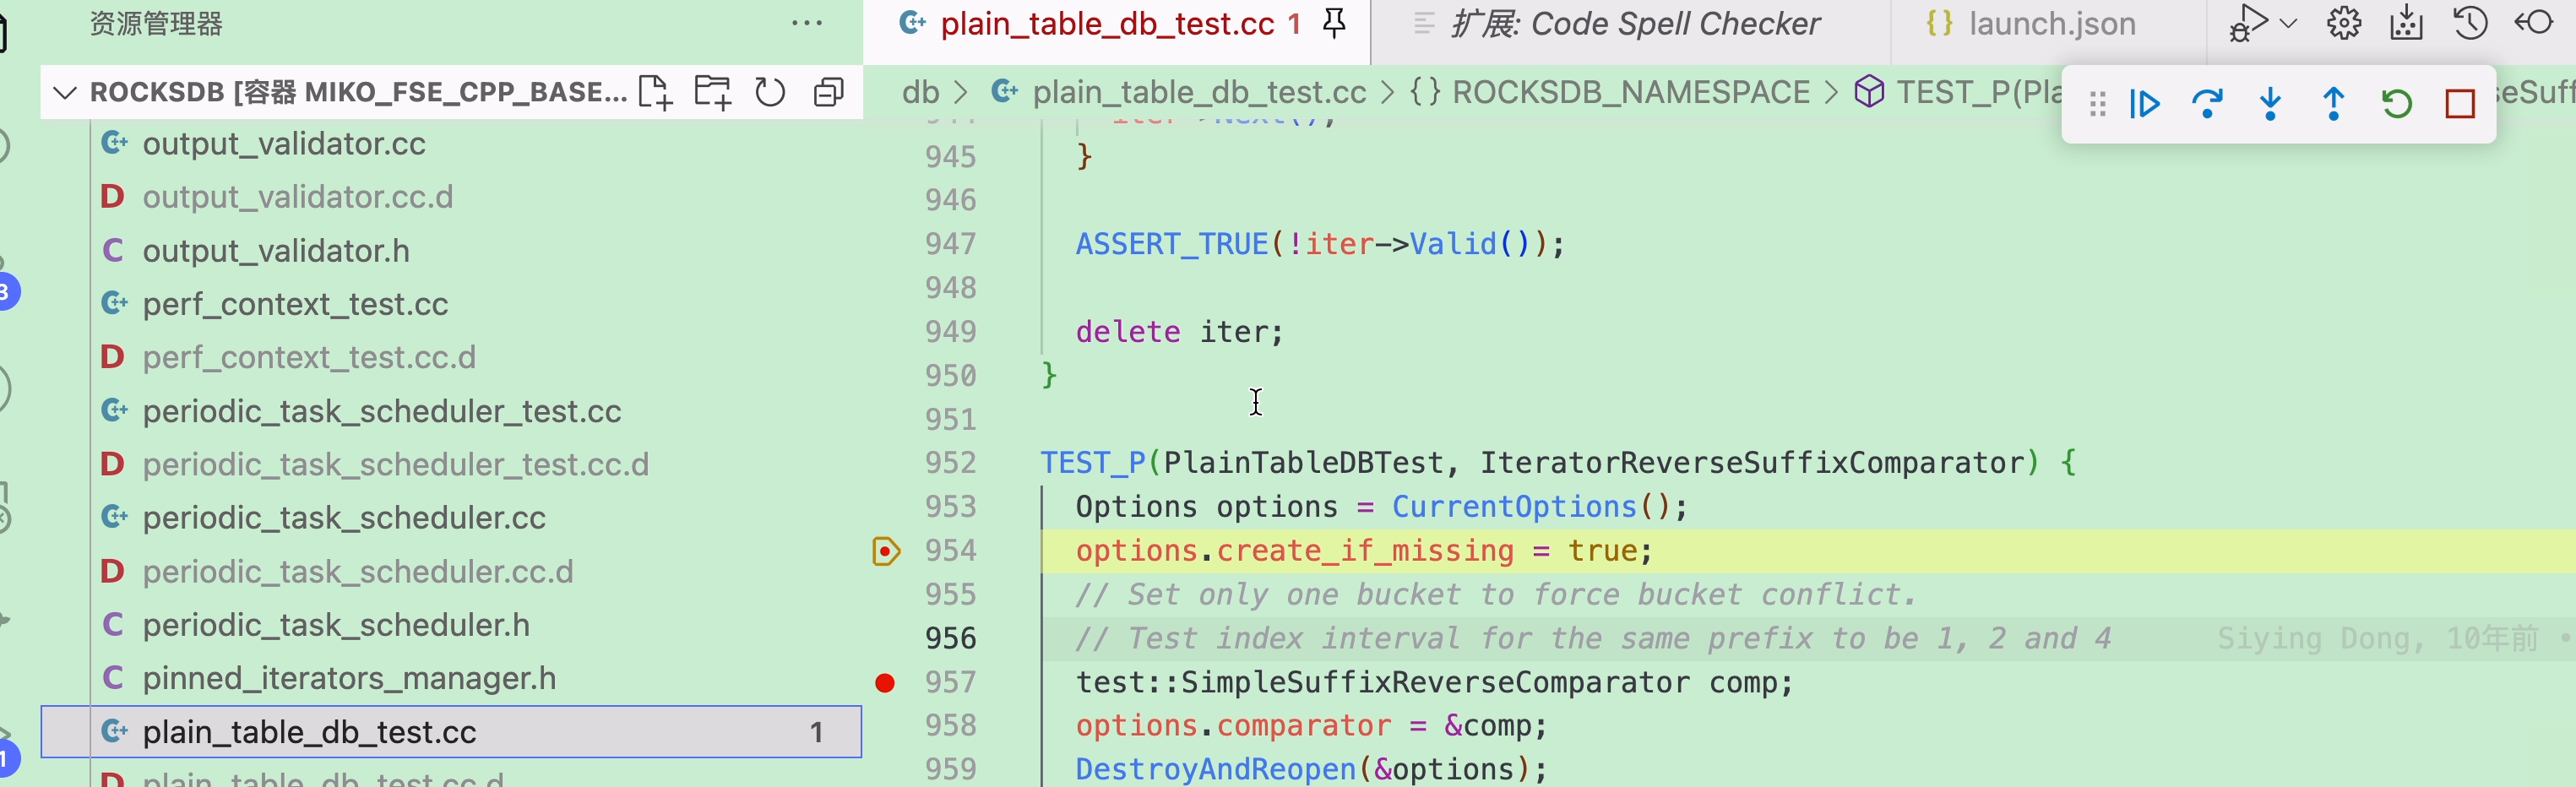 资源管理器 ···
ROCKSDB [容器 MIKO_FSE_CPP_BASE...
output_validator.cc
D output_validator.cc.d
C output_validator.h
perf_context_test.cc
D perf_context_test.cc.d
periodic_task_scheduler_test.cc
D periodic_task_scheduler_test.cc.d
periodic_task_scheduler.cc
D periodic_task_scheduler.cc.d
C periodic_task_scheduler.h
C pinned_iterators_manager.h
plain_table_db_test.cc 1
D plain_table_db_test.cc.d
3
1
plain_table_db_test.cc 1
扩展: Code Spell Checker
{} launch.json
db > plain_table_db_test.cc > {} ROCKSDB_NAMESPACE > TEST_P(Pla
eSuff
945 }
946
947 ASSERT_TRUE(!iter->Valid());
948
949 delete iter;
950 }
951
952 TEST_P(PlainTableDBTest, IteratorReverseSuffixComparator) {
953 Options options = CurrentOptions();
954 options.create_if_missing = true;
955 // Set only one bucket to force bucket conflict.
956 // Test index interval for the same prefix to be 1, 2 and 4 Siying Dong, 10年前 •
957 test::SimpleSuffixReverseComparator comp;
958 options.comparator = &comp;
959 DestroyAndReopen(&options);